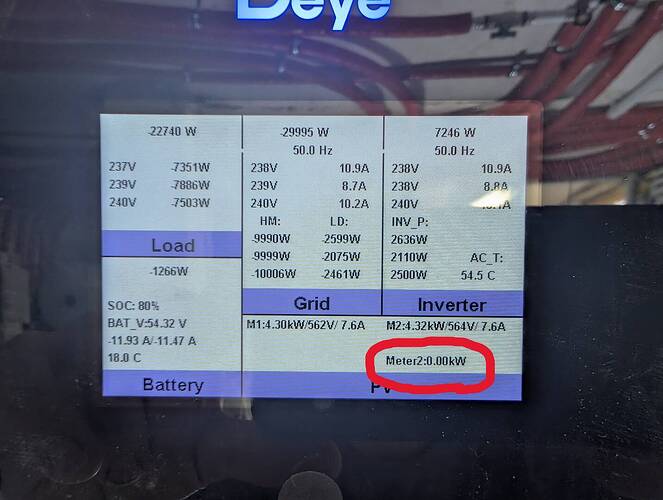 Deye
-22740 W
237V -7351W
239V -7886W
240V -7503W
Load
-29995 W
50.0 Hz
238V 10.9A
239V 8.7A
240V 10.2A
HM: LD:
-9990W -2599W
-9999W -2075W
-10006W -2461W
Grid
7246 W
50.0 Hz
238V 10.9A
238V 8.8A
240V
INV_P:
2636W
2110W AC_T:
2500W 54.5 C
Inverter
-1266W
SOC: 80%
BAT_V:54.32 V
-11.93 A/-11.47 A
18.0 C
Battery
M1:4.30kW/562V/ 7.6A M2:4.32kW/564V/ 7.6A
Meter2:0.00kW
PV